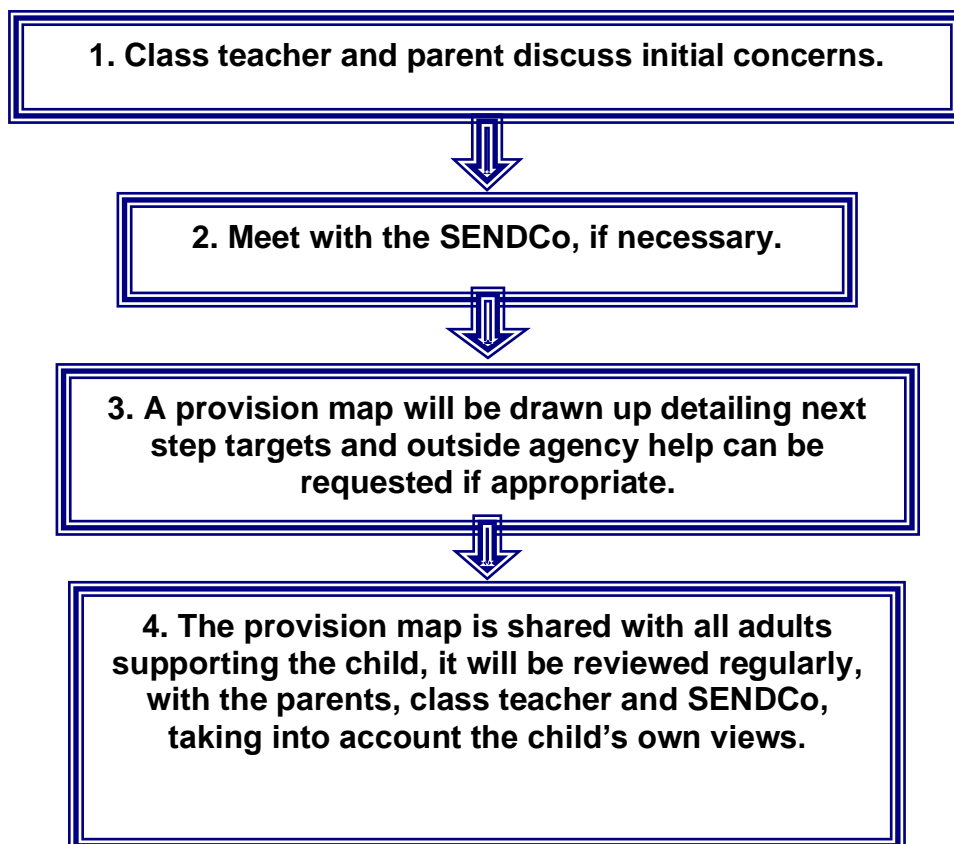 1. Class teacher and parent discuss initial concerns.
2. Meet with the SENDCo, if necessary.
3. A provision map will be drawn up detailing next
step targets and outside agency help can be
requested if appropriate.
4. The provision map is shared with all adults
supporting the child, it will be reviewed regularly,
with the parents, class teacher and SENDCo,
taking into account the child’s own views.